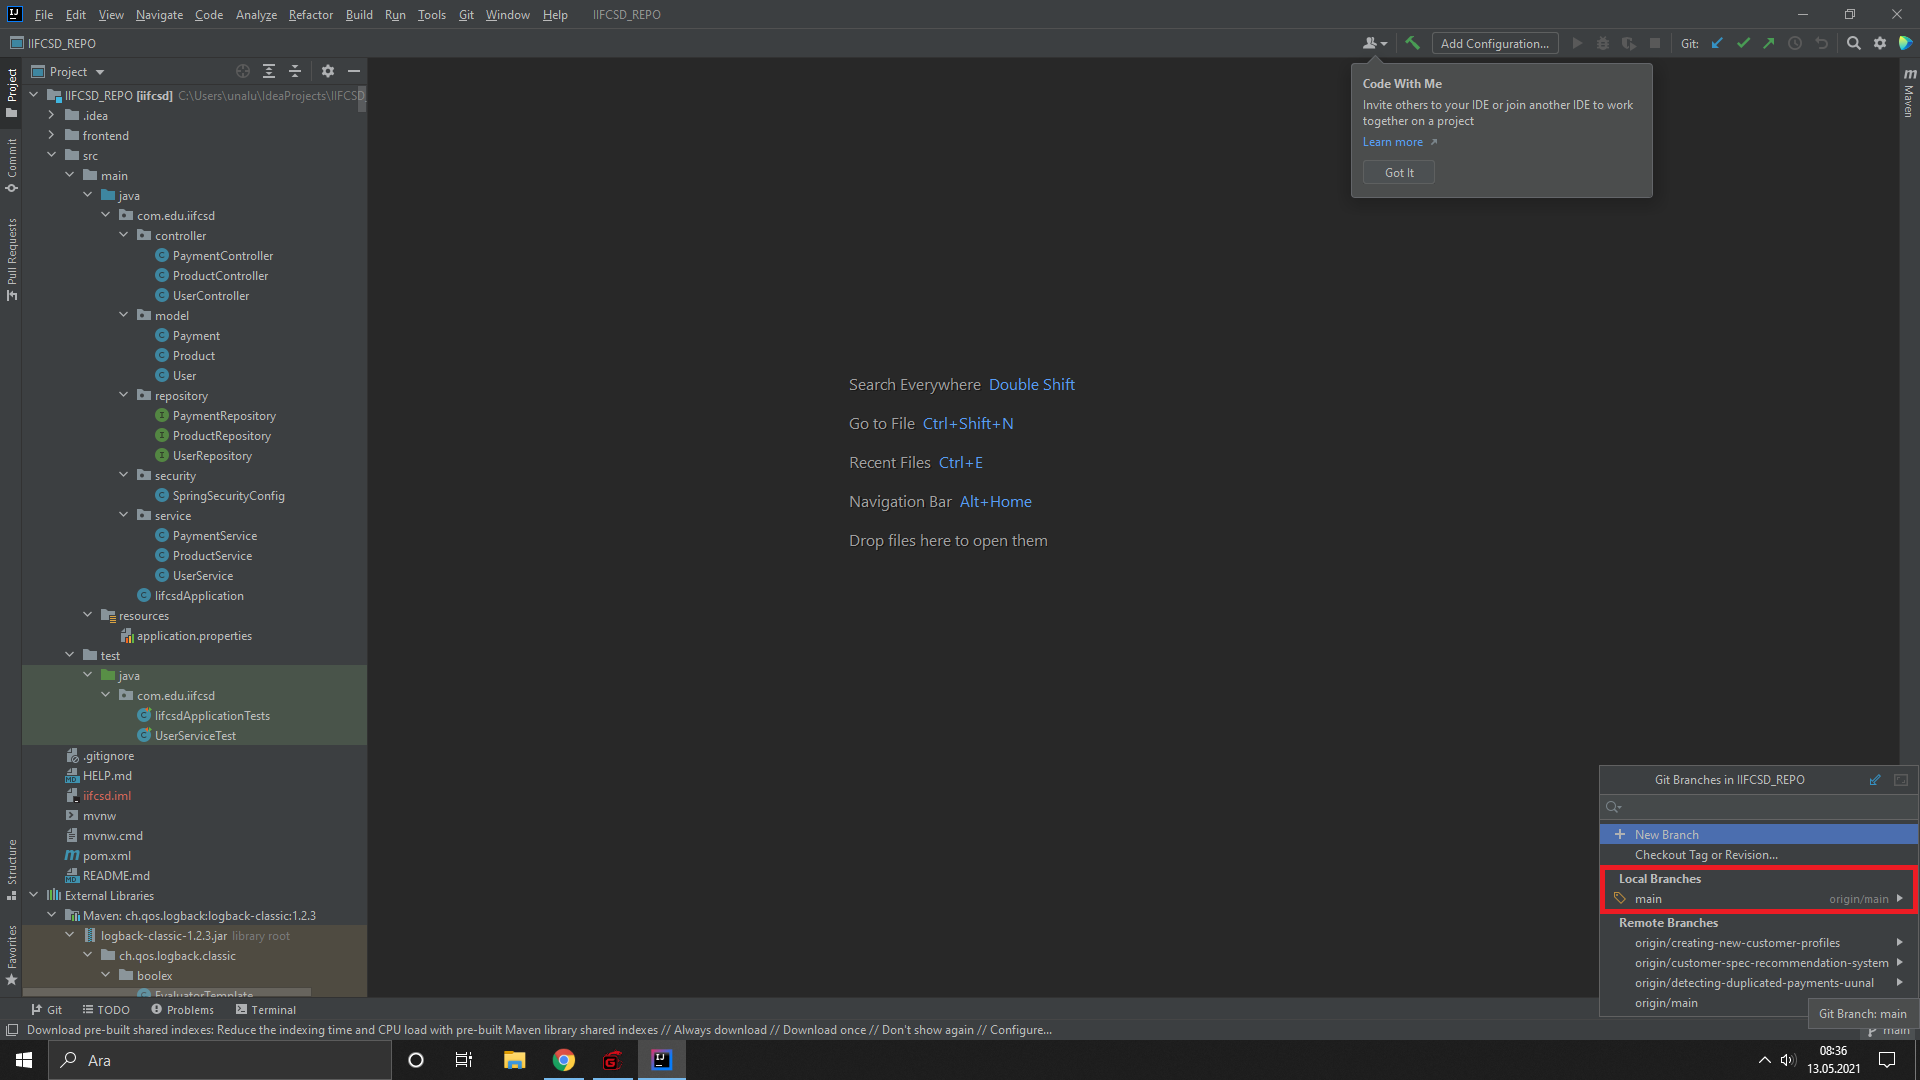 File Edit View Navigate Code Analyze Refactor Build Run Tools Git Window Help IIFCSD_REPO
IIFCSD_REPO
Add Configuration...
Git:
Project
Commit
Pull Requests
Structure
Favorites
Project
IIFCSD_REPO [iifcsd] C:\Users\unalu\IdeaProjects\IIFCSD_
.idea
frontend
src
main
java
com.edu.iifcsd
controller
PaymentController
ProductController
UserController
model
Payment
Product
User
repository
PaymentRepository
ProductRepository
UserRepository
security
SpringSecurityConfig
service
PaymentService
ProductService
UserService
IifcsdApplication
resources
application.properties
test
java
com.edu.iifcsd
IifcsdApplicationTests
UserServiceTest
.gitignore
HELP.md
iifcsd.iml
mvnw
mvnw.cmd
pom.xml
README.md
External Libraries
Maven: ch.qos.logback:logback-classic:1.2.3
logback-classic-1.2.3.jar library root
ch.qos.logback.classic
boolex
EvaluatorTemplate
Search Everywhere Double Shift
Go to File Ctrl+Shift+N
Recent Files Ctrl+E
Navigation Bar Alt+Home
Drop files here to open them
Code With Me
Invite others to your IDE or join another IDE to work
together on a project
Learn more
Got It
Maven
Git Branches in IIFCSD_REPO
New Branch
Checkout Tag or Revision...
Local Branches
main origin/main
Remote Branches
origin/creating-new-customer-profiles
origin/customer-spec-recommendation-system
origin/detecting-duplicated-payments-uunal
origin/main
Git Branch: main
main
Git TODO Problems Terminal
Download pre-built shared indexes: Reduce the indexing time and CPU load with pre-built Maven library shared indexes // Always download // Download once // Don't show again // Configure...
Ara
08:36
13.05.2021